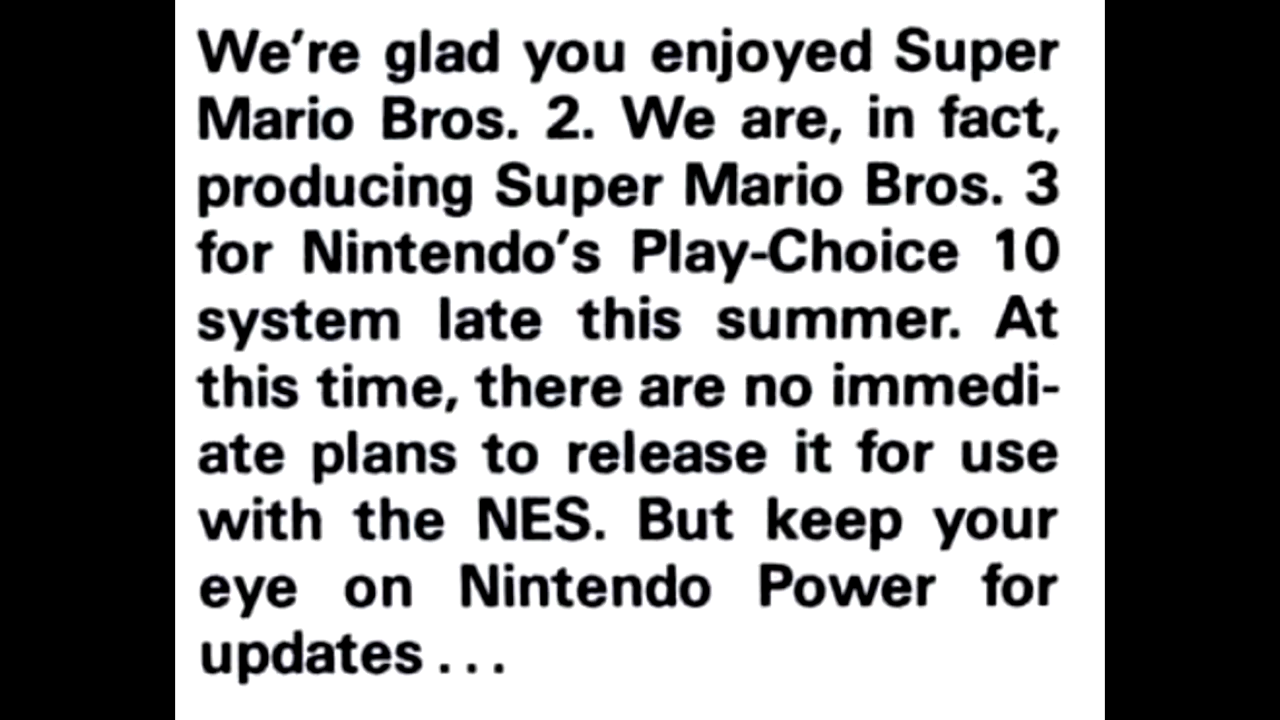 We're glad you enjoyed Super
Mario Bros. 2. We are, in fact,
producing Super Mario Bros. 3
for Nintendo's Play-Choice 10
system late this summer. At
this time, there are no immedi-
ate plans to release it for use
with the NES. But keep your
eye on Nintendo Power for
updates...